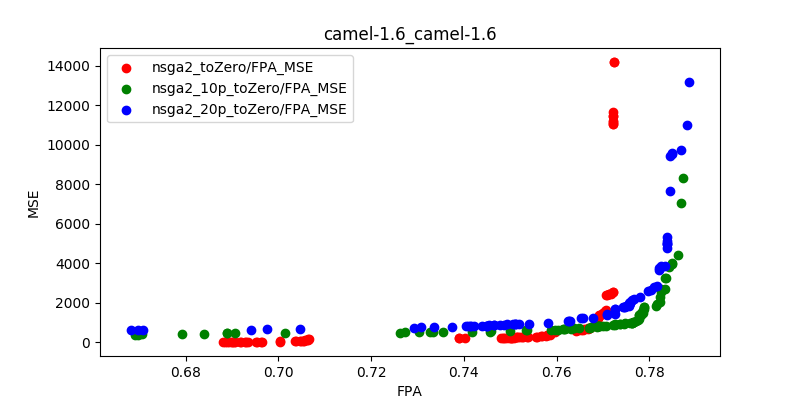 camel-1.6_camel-1.6
nsga2_toZero/FPA_MSE
nsga2_10p_toZero/FPA_MSE
nsga2_20p_toZero/FPA_MSE
14000
12000
10000
8000
6000
4000
2000
0
MSE
0.68 0.70 0.72 0.74 0.76 0.78
FPA